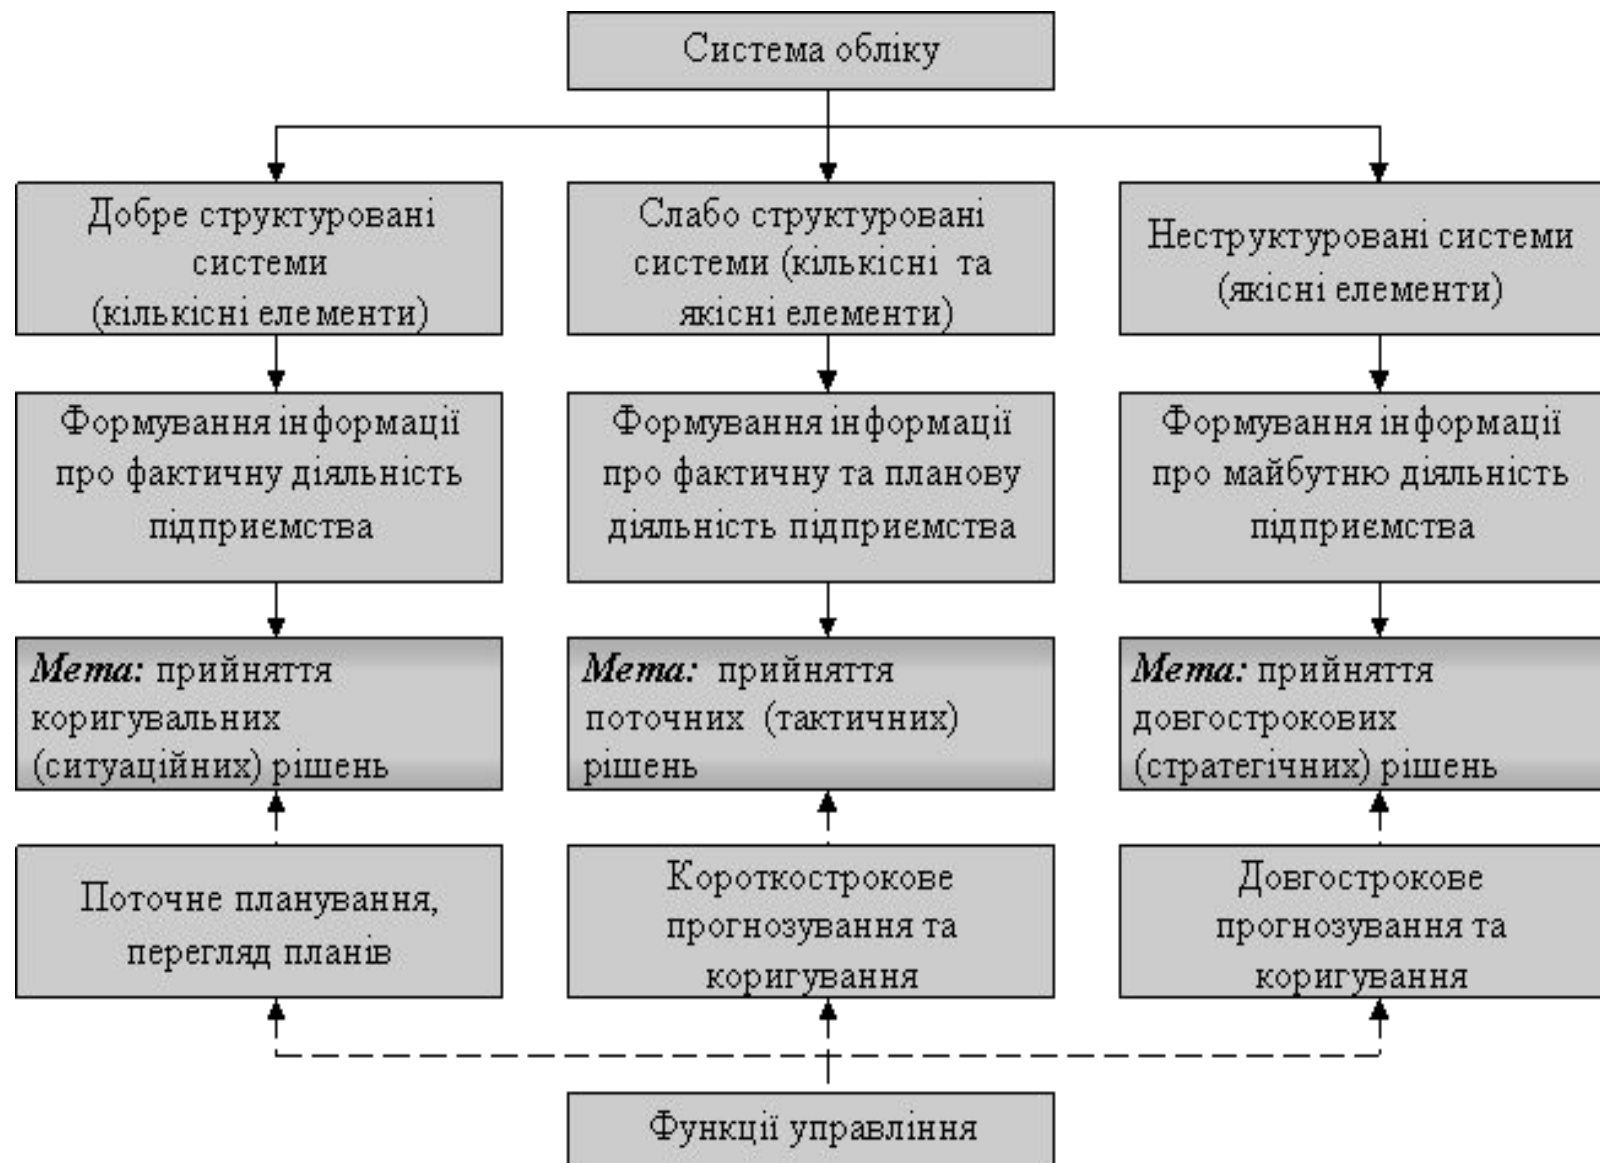 Система обліку
Добре структуровані
системи
(кількісні елементи)
Слабо структуровані
системи (кількісні та
якісні елементи)
Неструктуровані системи
(якісні елементи)
Формування інформації
про фактичну діяльність
підприємства
Формування інформації
про фактичну та планову
діяльність підприємства
Формування інформації
про майбутню діяльність
підприємства
Мета: прийняття
коригувальних
(ситуаційних) рішень
Мета: прийняття
поточних (тактичних)
рішень
Мета: прийняття
довгострокових
(стратегічних) рішень
Поточне планування,
перегляд планів
Короткострокове
прогнозування та
коригування
Довгострокове
прогнозування та
коригування
Функції управління